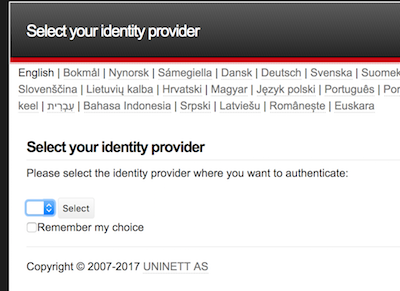 Select your identity provider
English | Bokmål | Nynorsk | Sámegiella | Dansk | Deutsch | Svenska | Suomek
Slovenščina | Lietuvių kalba | Hrvatski | Magyar | Język polski | Português | Por
keel | עִבְרִית | Bahasa Indonesia | Srpski | Latviešu | Românește | Euskara
Select your identity provider
Please select the identity provider where you want to authenticate:
Select
Remember my choice
Copyright © 2007-2017 UNINETT AS